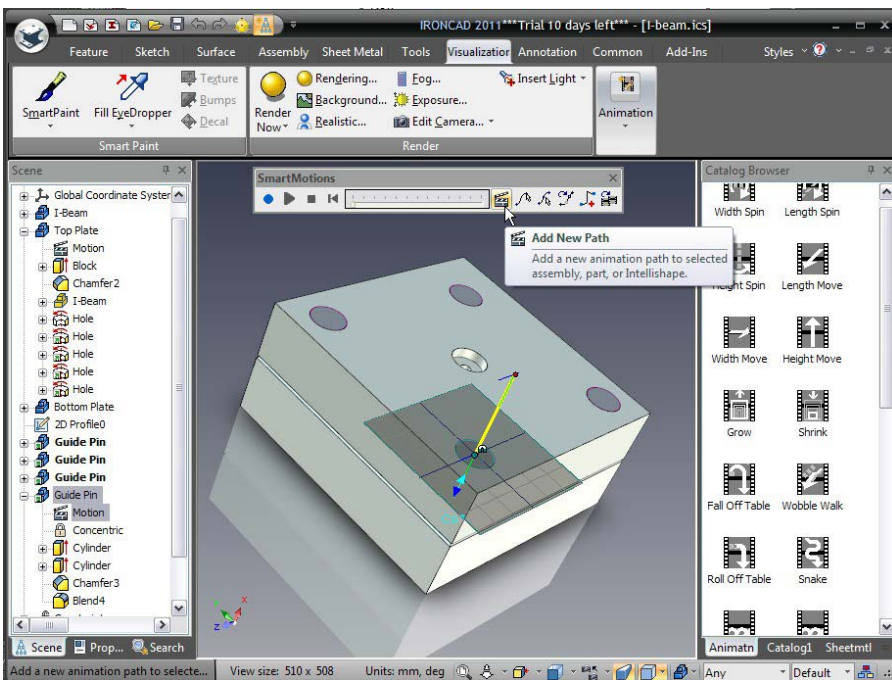 IRONCAD 2011***Trial 10 days left*** - [I-beam.ics]
Feature Sketch Surface Assembly Sheet Metal Tools Visualization Annotation Common Add-Ins Styles
SmartPaint
Fill EyeDropper
Texture
Bumps
Decal
Smart Paint
Render Now
Rendering...
Background...
Realistic...
Fog...
Exposure...
Edit Camera...
Insert Light
Render
Animation
Scene
Global Coordinate System
I-Beam
Top Plate
Motion
Block
Chamfer2
I-Beam
Hole
Hole
Hole
Hole
Hole
Bottom Plate
2D Profile0
Guide Pin
Guide Pin
Guide Pin
Guide Pin
Motion
Concentric
Cylinder
Cylinder
Chamfer3
Blend4
Scene Prop... Search
SmartMotions
Add New Path
Add a new animation path to selected
assembly, part, or Intellishape.
X
Z
Catalog Browser
Width Spin Length Spin
Height Spin Length Move
Width Move Height Move
Grow Shrink
Fall Off Table Wobble Walk
Roll Off Table Snake
Animatn Catalog1 Sheetmtl
Add a new animation path to selecte... View size: 510 x 508 Units: mm, deg Any Default